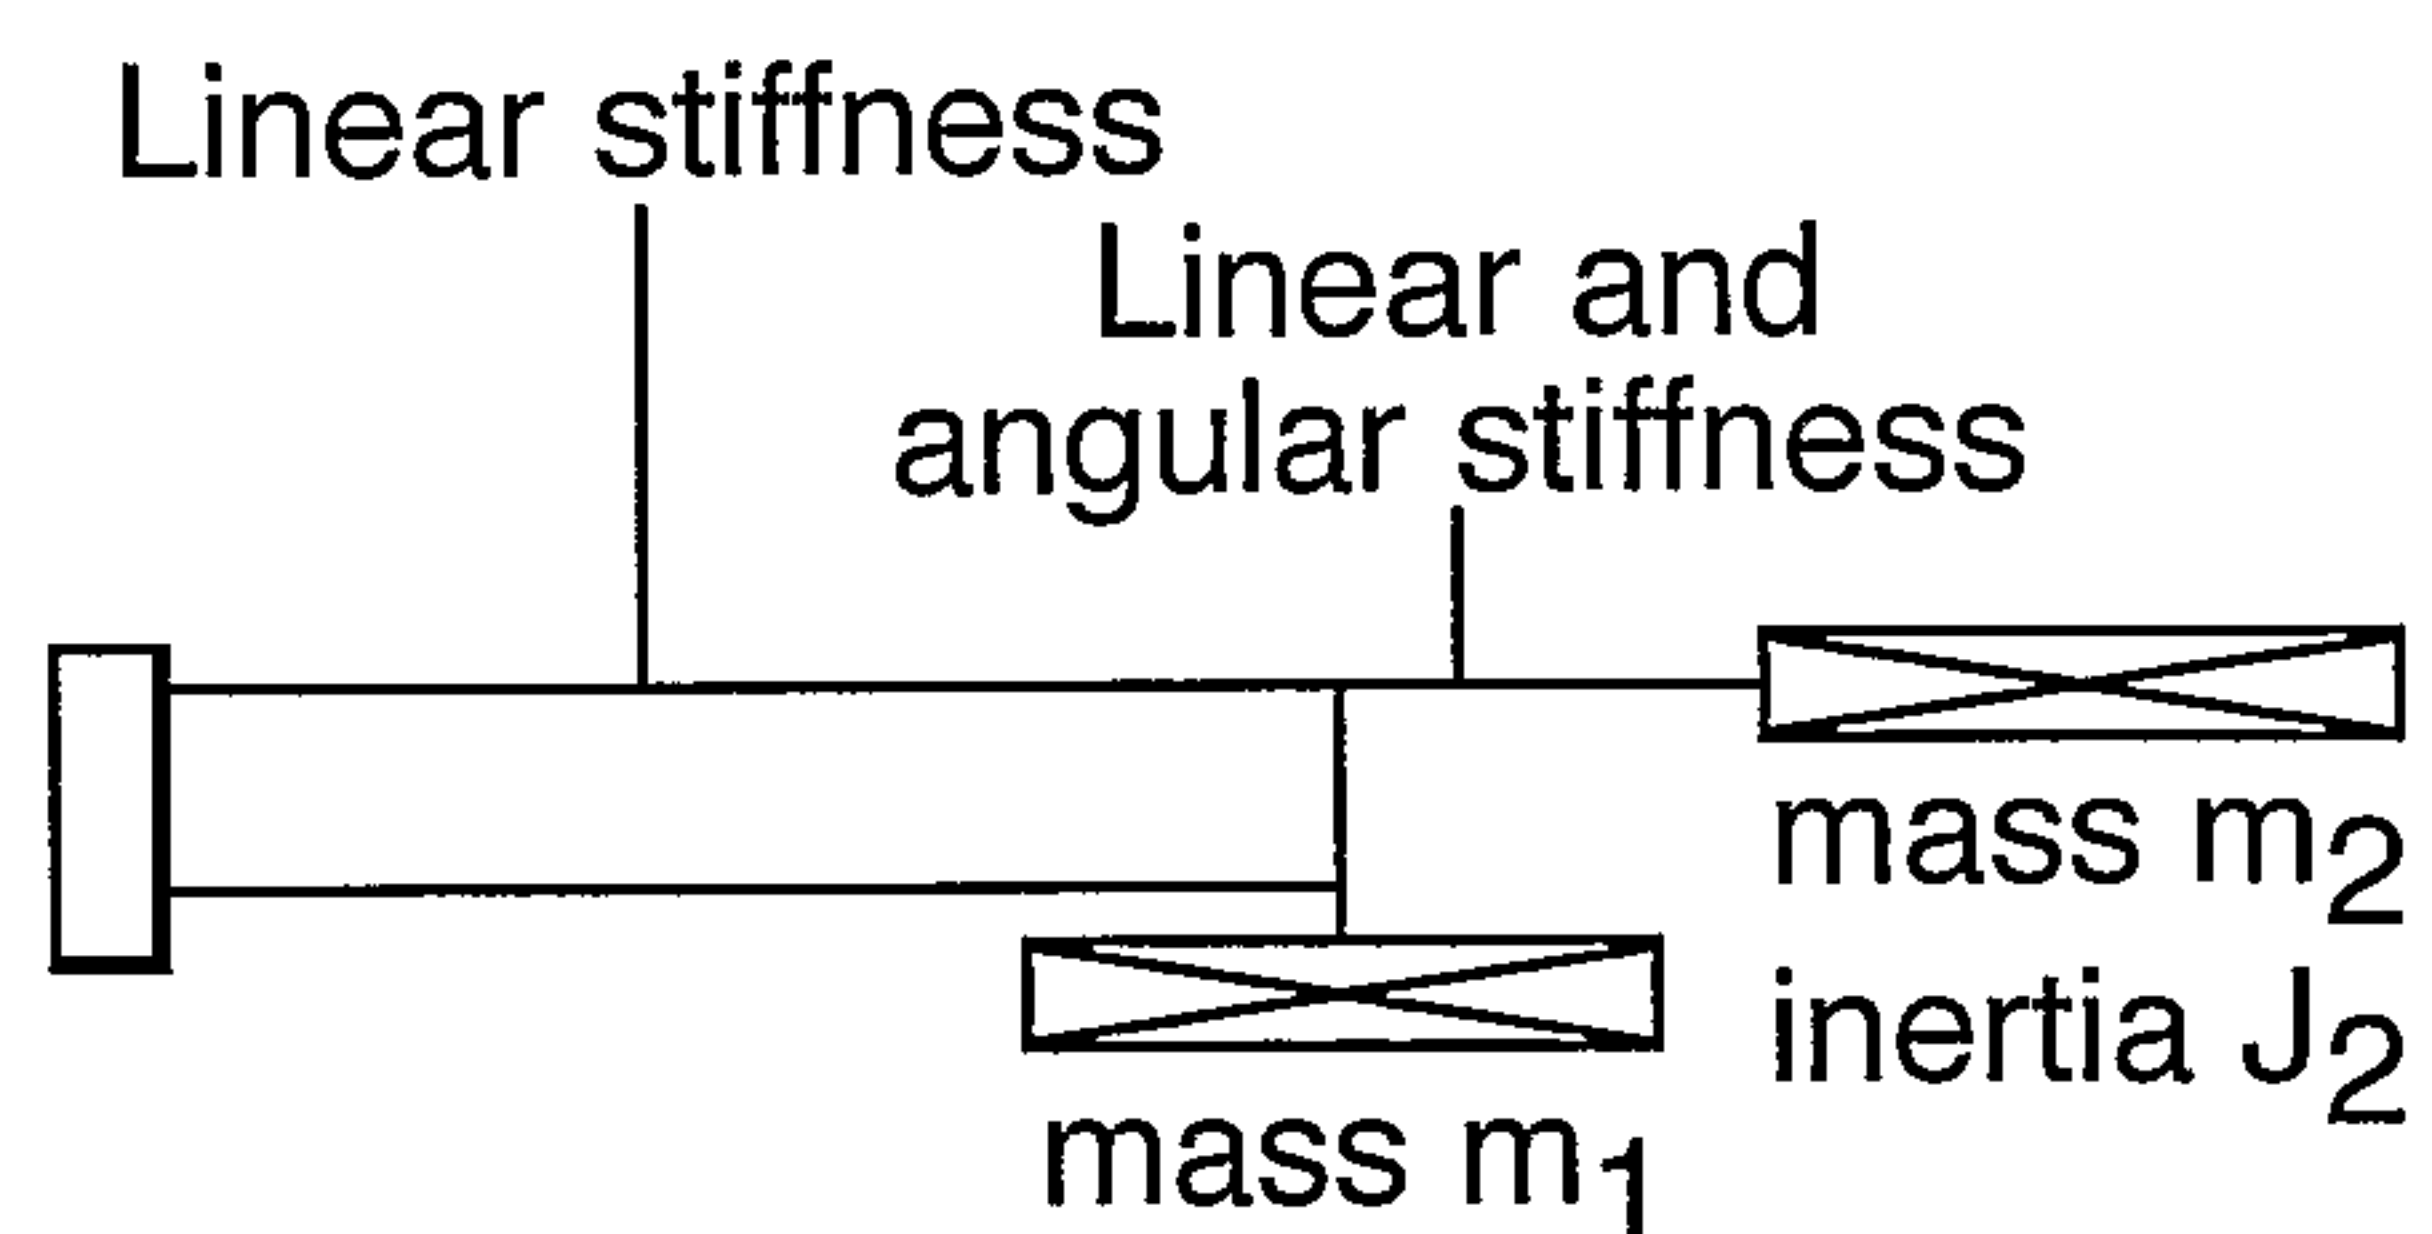 Linear stiffness
Linear and
angular stiffness
mass m2
inertia J2
mass m1